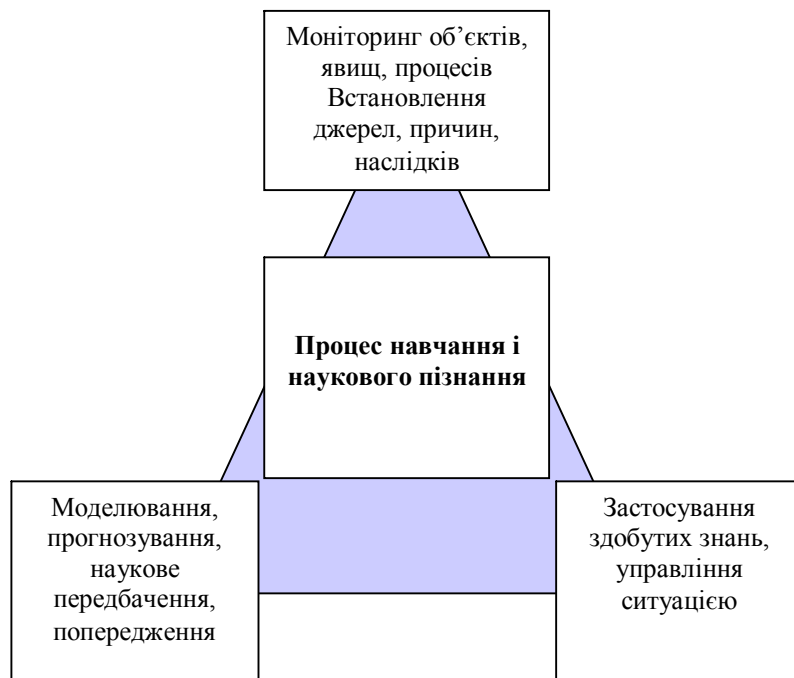 Моніторинг об’єктів,
явищ, процесів
Встановлення
джерел, причин,
наслідків
Процес навчання і
наукового пізнання
Моделювання,
прогнозування,
наукове
передбачення,
попередження
Застосування
здобутих знань,
управління
ситуацією